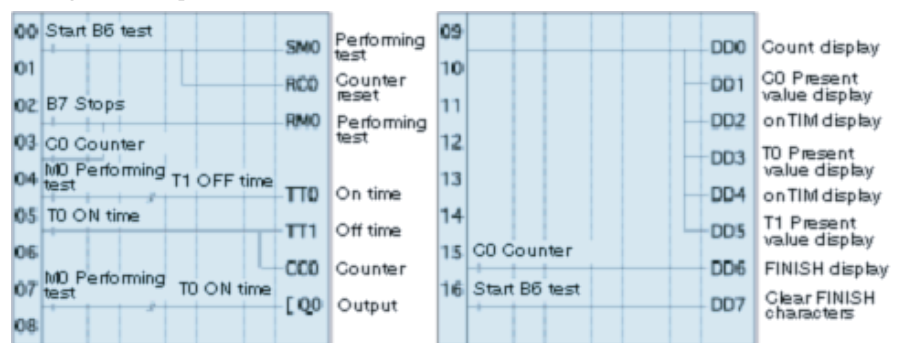 00 Start B6 test
SM0 Performing test
01
RC0 Counter reset
02 B7 Stops
RM0 Performing test
03 C0 Counter
04 M0 Performing test T1 OFF time
TT0 On time
05 T0 ON time
TT1 Off time
06
CC0 Counter
07 M0 Performing test T0 ON time
[Q0 Output
08
09
DD0 Count display
10
DD1 C0 Present value display
11
DD2 onTIM display
12
DD3 T0 Present value display
13
DD4 onTIM display
14
DD5 T1 Present value display
15 C0 Counter
DD6 FINISH display
16 Start B6 test
DD7 Clear FINISH characters